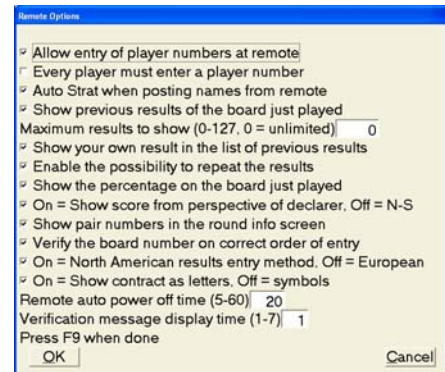 Remote Options
Allow entry of player numbers at remote
Every player must enter a player number
Auto Strat when posting names from remote
Show previous results of the board just played
Maximum results to show (0-127, 0 = unlimited) 0
Show your own result in the list of previous results
Enable the possibility to repeat the results
Show the percentage on the board just played
On = Show score from perspective of declarer, Off = N-S
Show pair numbers in the round info screen
Verify the board number on correct order of entry
On = North American results entry method, Off = European
On = Show contract as letters, Off = symbols
Remote auto power off time (5-60) 20
Verification message display time (1-7) 1
Press F9 when done
OK Cancel